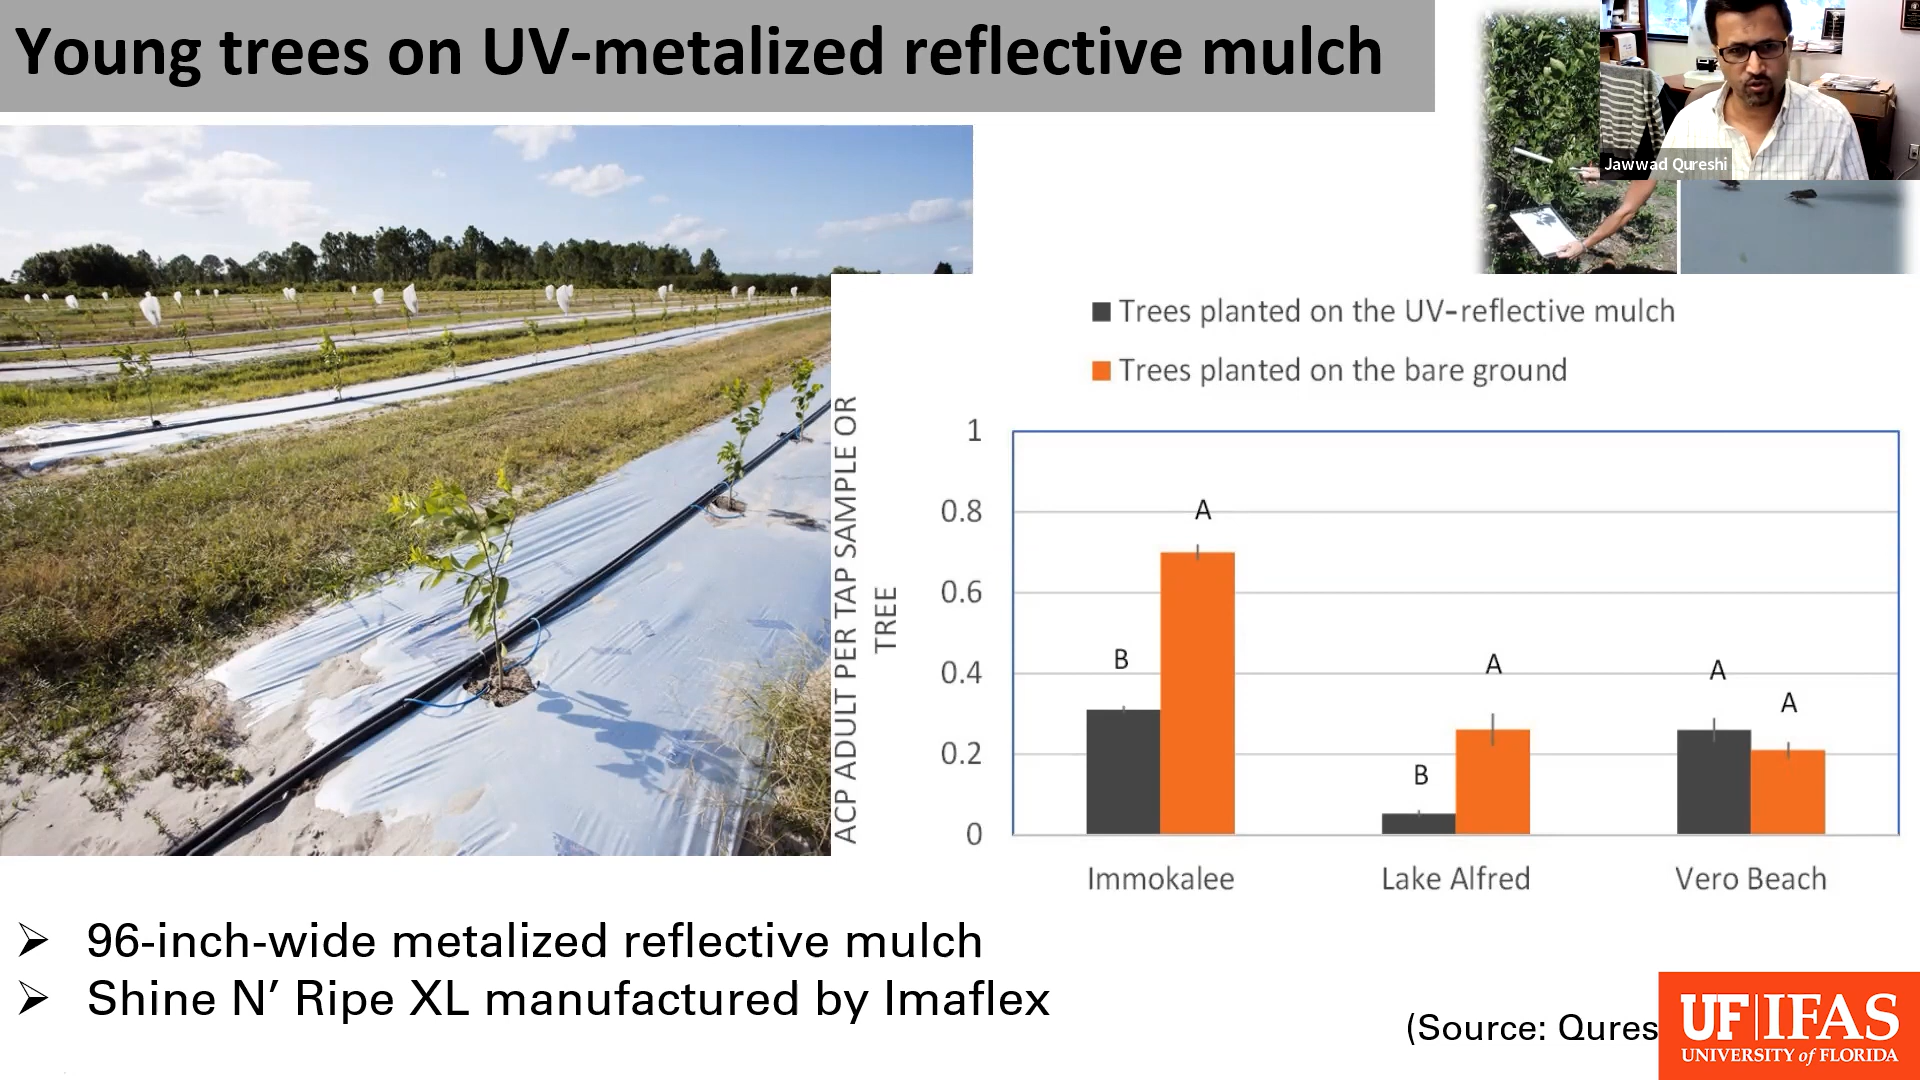 Young trees on UV-metalized reflective mulch
Jawwad Qureshi
Trees planted on the UV-reflective mulch
Trees planted on the bare ground
ACP ADULT PER TAP SAMPLE OR
TREE
1
0.8
0.6
0.4
0.2
0
A
B
A
B
A
A
Immokalee
Lake Alfred
Vero Beach
➢ 96-inch-wide metalized reflective mulch
➢ Shine N’ Ripe XL manufactured by Imaflex
(Source: Qures
UF|IFAS
UNIVERSITY of FLORIDA